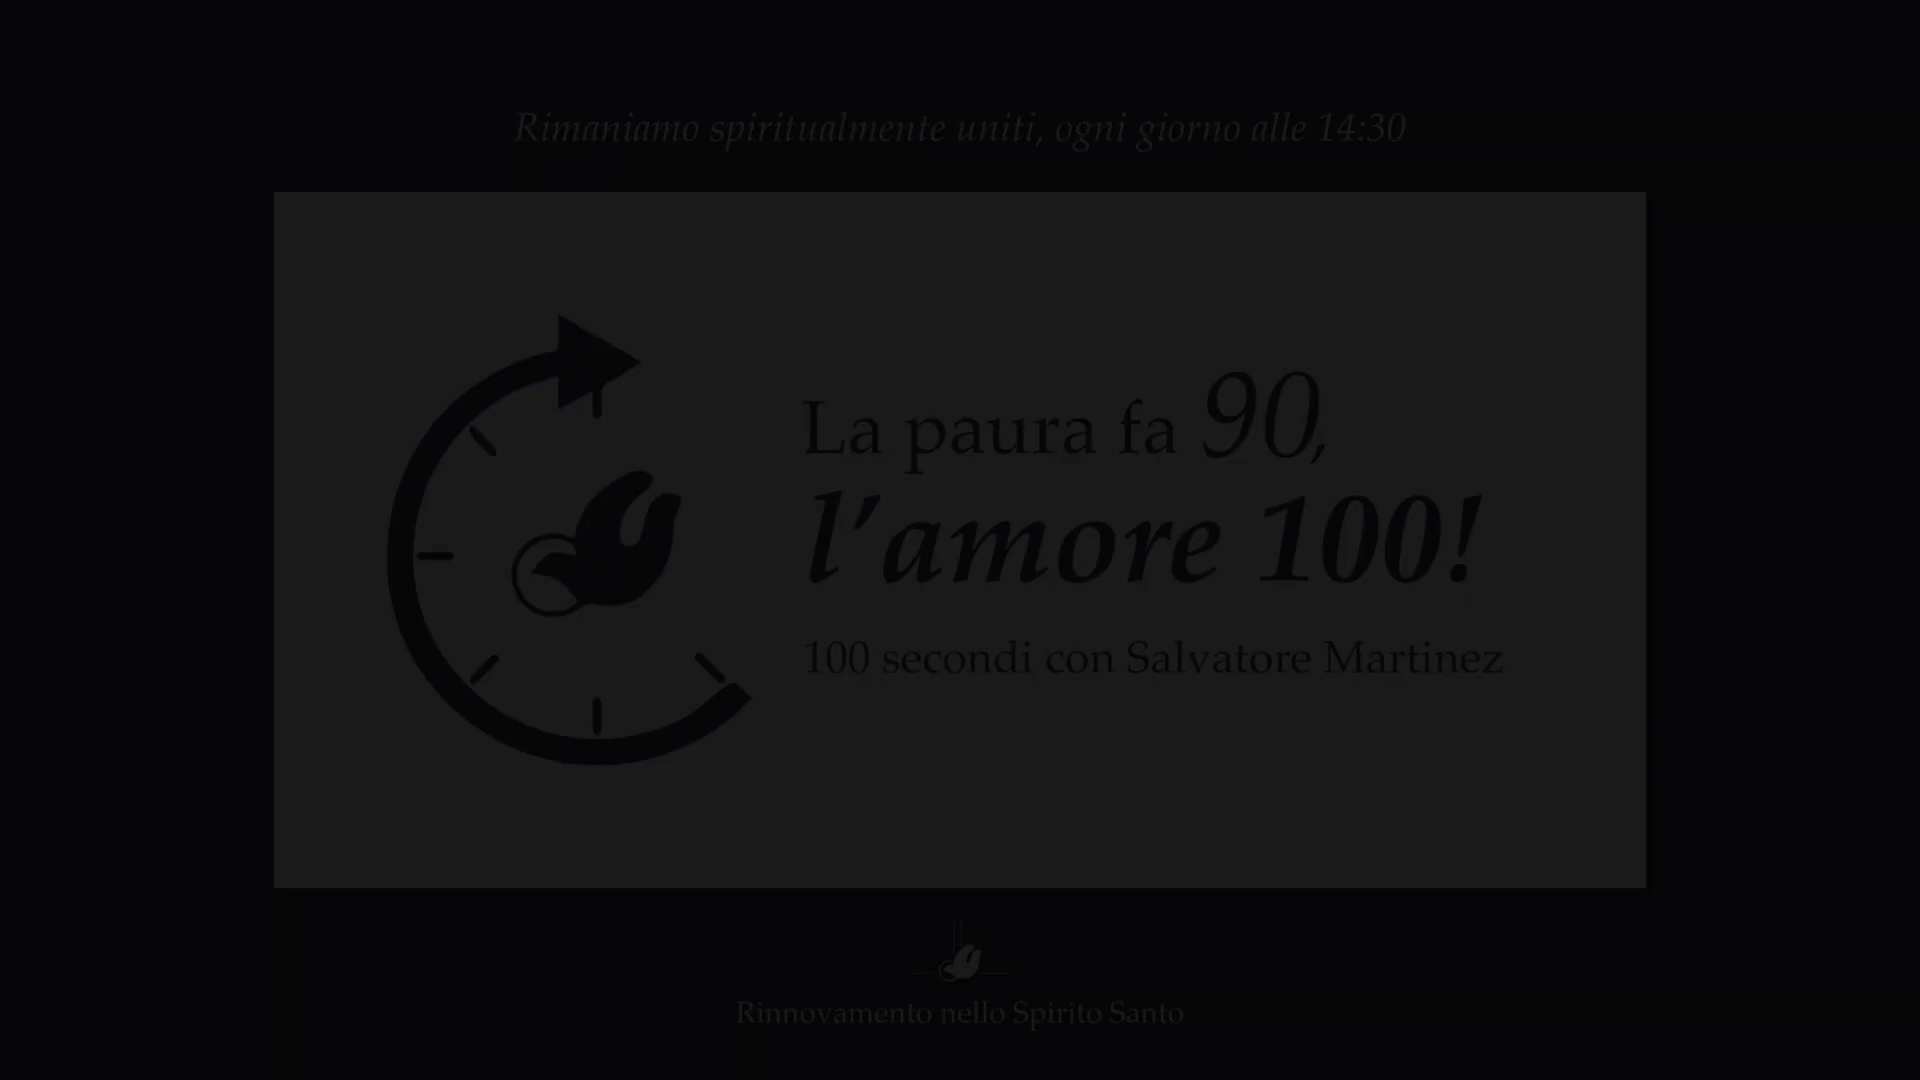 Rimaniamo spiritualmente uniti, ogni giorno alle 14:30
La paura fa 90,
l'amore 100!
100 secondi con Salvatore Martinez
Rinnovamento nello Spirito Santo